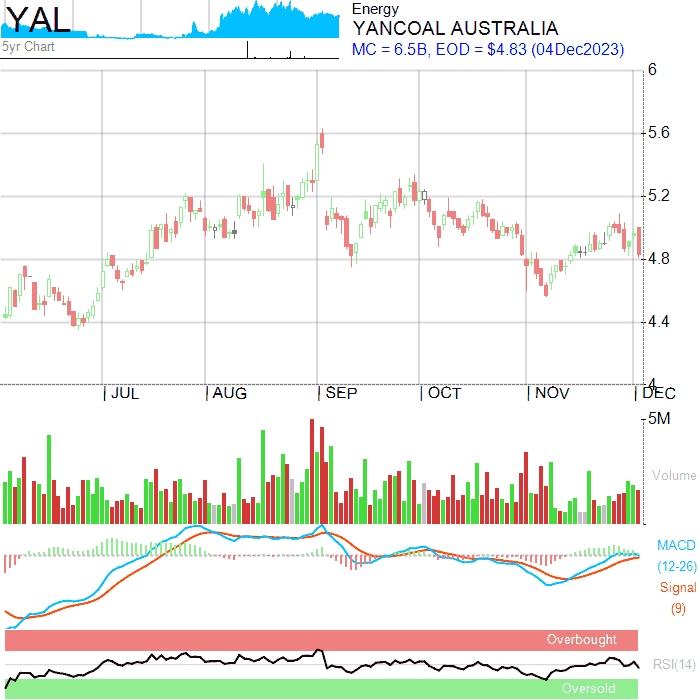 YAL
5yr Chart
Energy
YANCOAL AUSTRALIA
MC = 6.5B, EOD = $4.83 (04Dec2023)
6
5.6
5.2
4.8
4.4
4
JUL
AUG
SEP
OCT
NOV
DEC
5M
Volume
MACD
(12-26)
Signal
(9)
Overbought
RSI(14)
Oversold